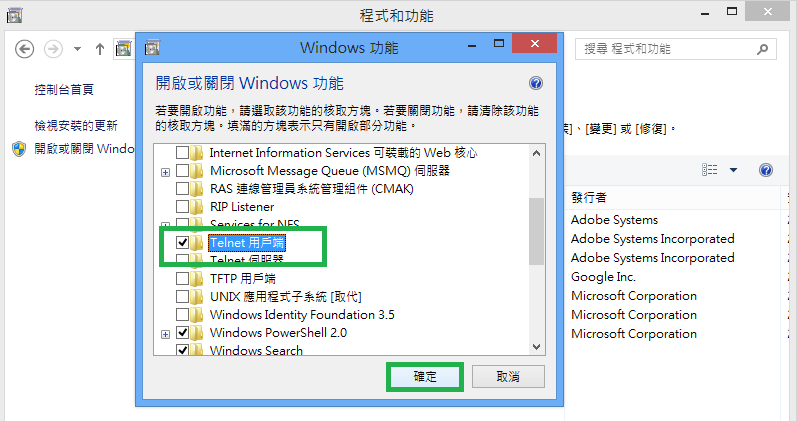 程式和功能
搜尋 程式和功能
控制台首頁
檢視安裝的更新
開啟或關閉 Windo
Windows 功能
開啟或關閉 Windows 功能
若要開啟功能，請選取該功能的核取方塊。若要關閉功能，請清除該功能
的核取方塊。填滿的方塊表示只有開啟部分功能。
Internet Information Services 可裝載的 Web 核心
Microsoft Message Queue (MSMQ) 伺服器
RAS 連線管理員系統管理組件 (CMAK)
RIP Listener
Services for NFS
Telnet 用戶端
Telnet 伺服器
TFTP 用戶端
UNIX 應用程式子系統 [取代]
Windows Identity Foundation 3.5
Windows PowerShell 2.0
Windows Search
確定
取消
]、[變更] 或 [修復]。
發行者
Adobe Systems
Adobe Systems Incorporated
Adobe Systems Incorporated
Google Inc.
Microsoft Corporation
Microsoft Corporation
Microsoft Corporation